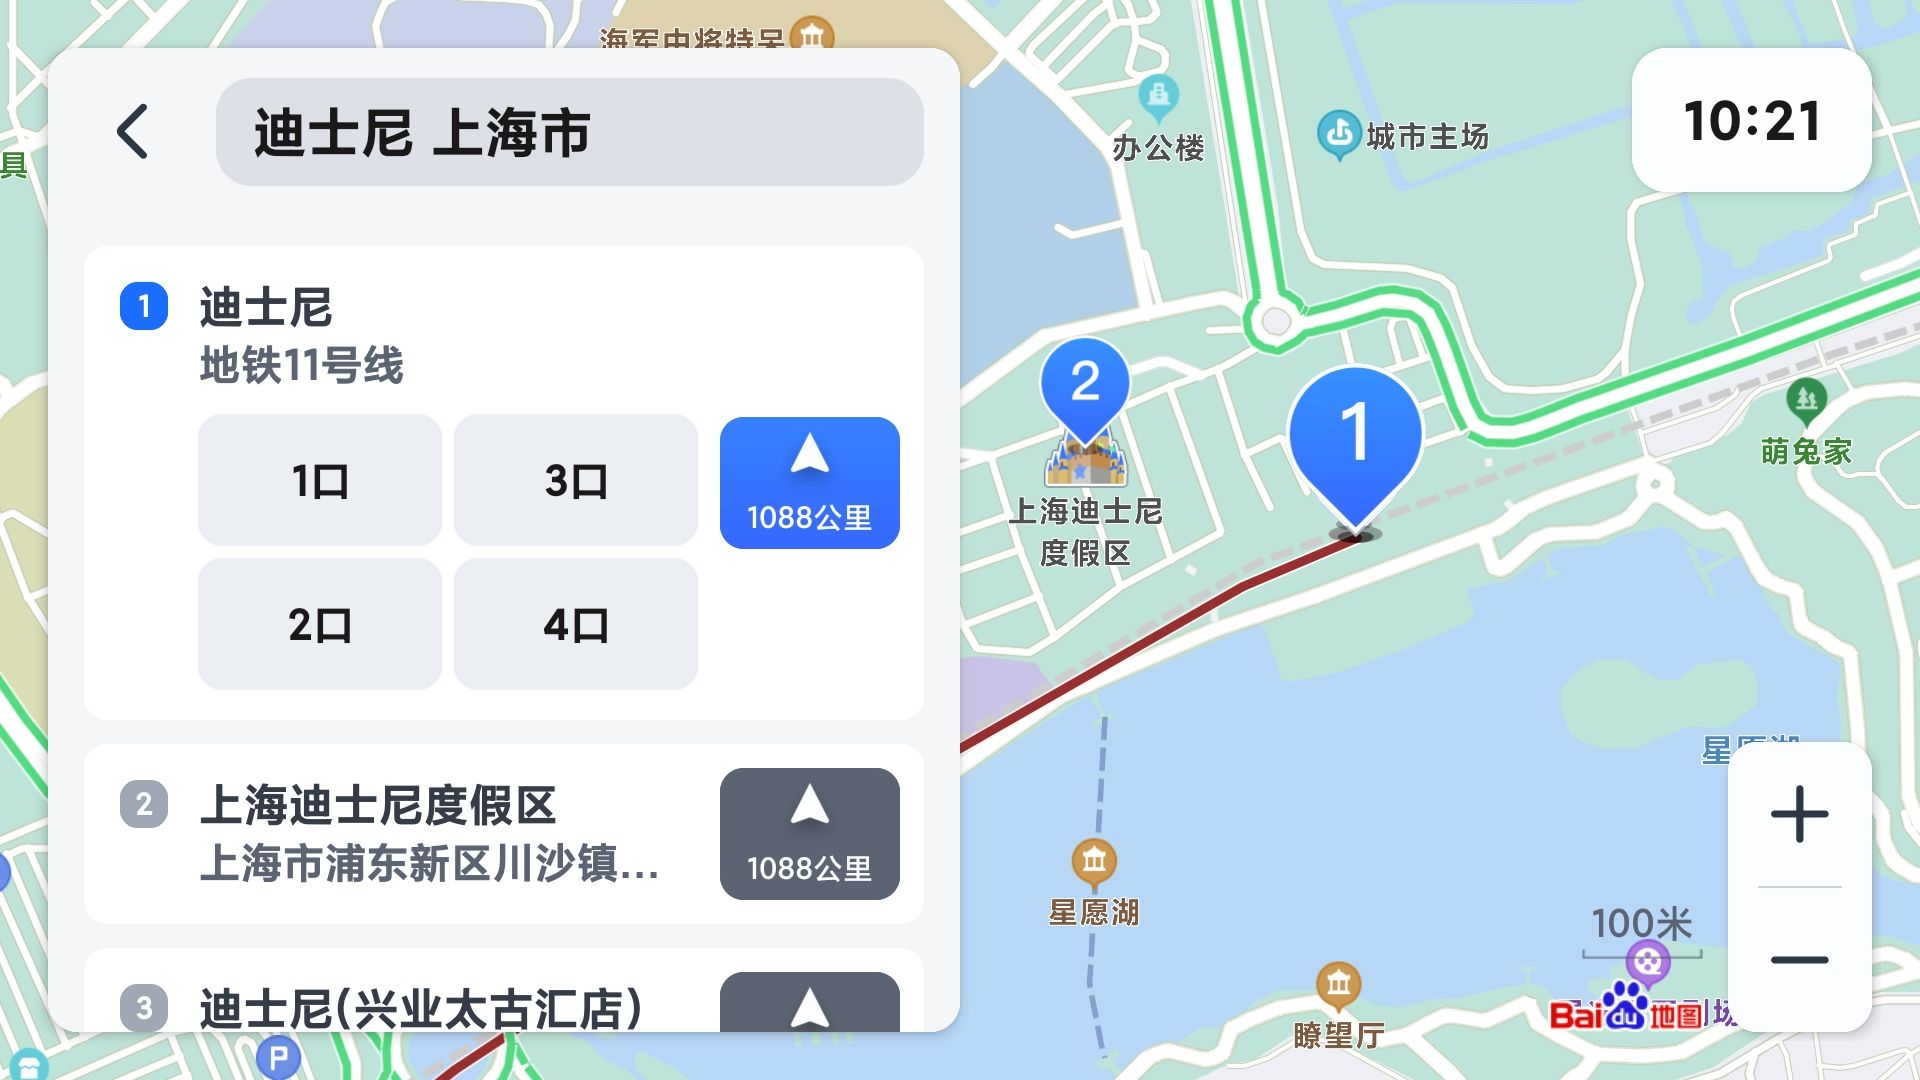 海军中将特呆
迪士尼 上海市
10:21
具
办公楼
城市主场
1
迪士尼
地铁11号线
1口
3口
1088公里
2口
4口
2
1
上海迪士尼
度假区
萌兔家
2
上海迪士尼度假区
上海市浦东新区川沙镇...
1088公里
星愿湖
星愿湖
100米
3
迪士尼(兴业太古汇店)
Bai du 地图
瞭望厅
P